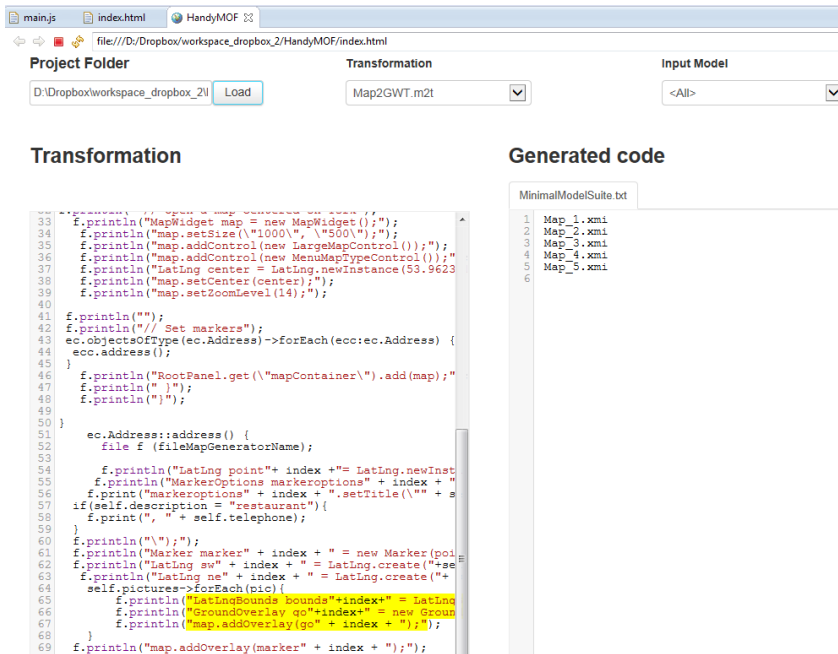 main.js index.html HandyMOF
file:///D:/Dropbox/workspace_dropbox_2/HandyMOF/index.html
Project Folder Transformation Input Model
D:\Dropbox\workspace_dropbox_2\ Load Map2GWT.m2t <All>
Transformation Generated code
MinimalModelSuite.txt
33 f.println("MapWidget map = new MapWidget();");
34 f.println("map.setSize(\"1000\", \"500\");");
35 f.println("map.addControl(new LargeMapControl());");
36 f.println("map.addControl(new MenuMapTypeControl());"
37 f.println("LatLng center = LatLng.newInstance(53.9623
38 f.println("map.setCenter(center);");
39 f.println("map.setZoomLevel(14);");
40
41 f.println("");
42 f.println("// Set markers");
43 ec.objectsOfType(ec.Address)->forEach(ecc:ec.Address) {
44 ecc.address();
45 }
46 f.println("RootPanel.get(\"mapContainer\").add(map);"
47 f.println(" }");
48 f.println("}");
49
50 }
51 ec.Address::address() {
52 file f (fileMapGeneratorName);
53
54 f.println("LatLng point"+ index +"= LatLng.newInst
55 f.println("MarkerOptions markeroptions" + index + "
56 f.print("markeroptions" + index + ".setTitle(\"" + s
57 if(self.description = "restaurant"){
58 f.print(", " + self.telephone);
59 }
60 f.println("\");");
61 f.println("Marker marker" + index + " = new Marker(poi
62 f.println("LatLng sw" + index + " = LatLng.create("+se
63 f.println("LatLng ne" + index + " = LatLng.create("+
64 self.pictures->forEach(pic){
65 f.println("LatLngBounds bounds"+index+" = LatLng
66 f.println("GroundOverlay go"+index+" = new Groun
67 f.println("map.addOverlay(go" + index + ");");
68 }
69 f.println("map.addOverlay(marker" + index + ");");
1 Map_1.xmi
2 Map_2.xmi
3 Map_3.xmi
4 Map_4.xmi
5 Map_5.xmi
6